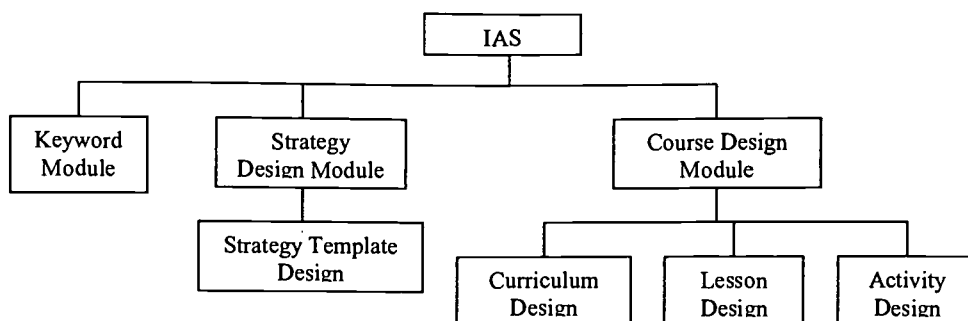 IAS
Keyword
Module
Strategy
Design Module
Course Design
Module
Strategy Template
Design
Curriculum
Design
Lesson
Design
Activity
Design